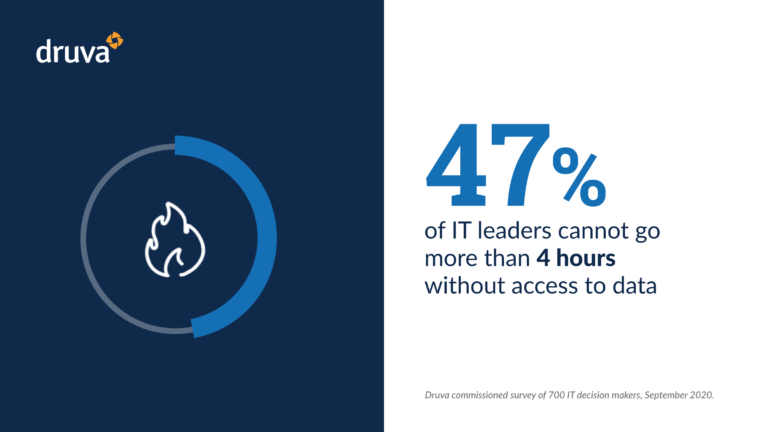 druva
47%
of IT leaders cannot go
more than 4 hours
without access to data
Druva commissioned survey of 700 IT decision makers, September 2020.